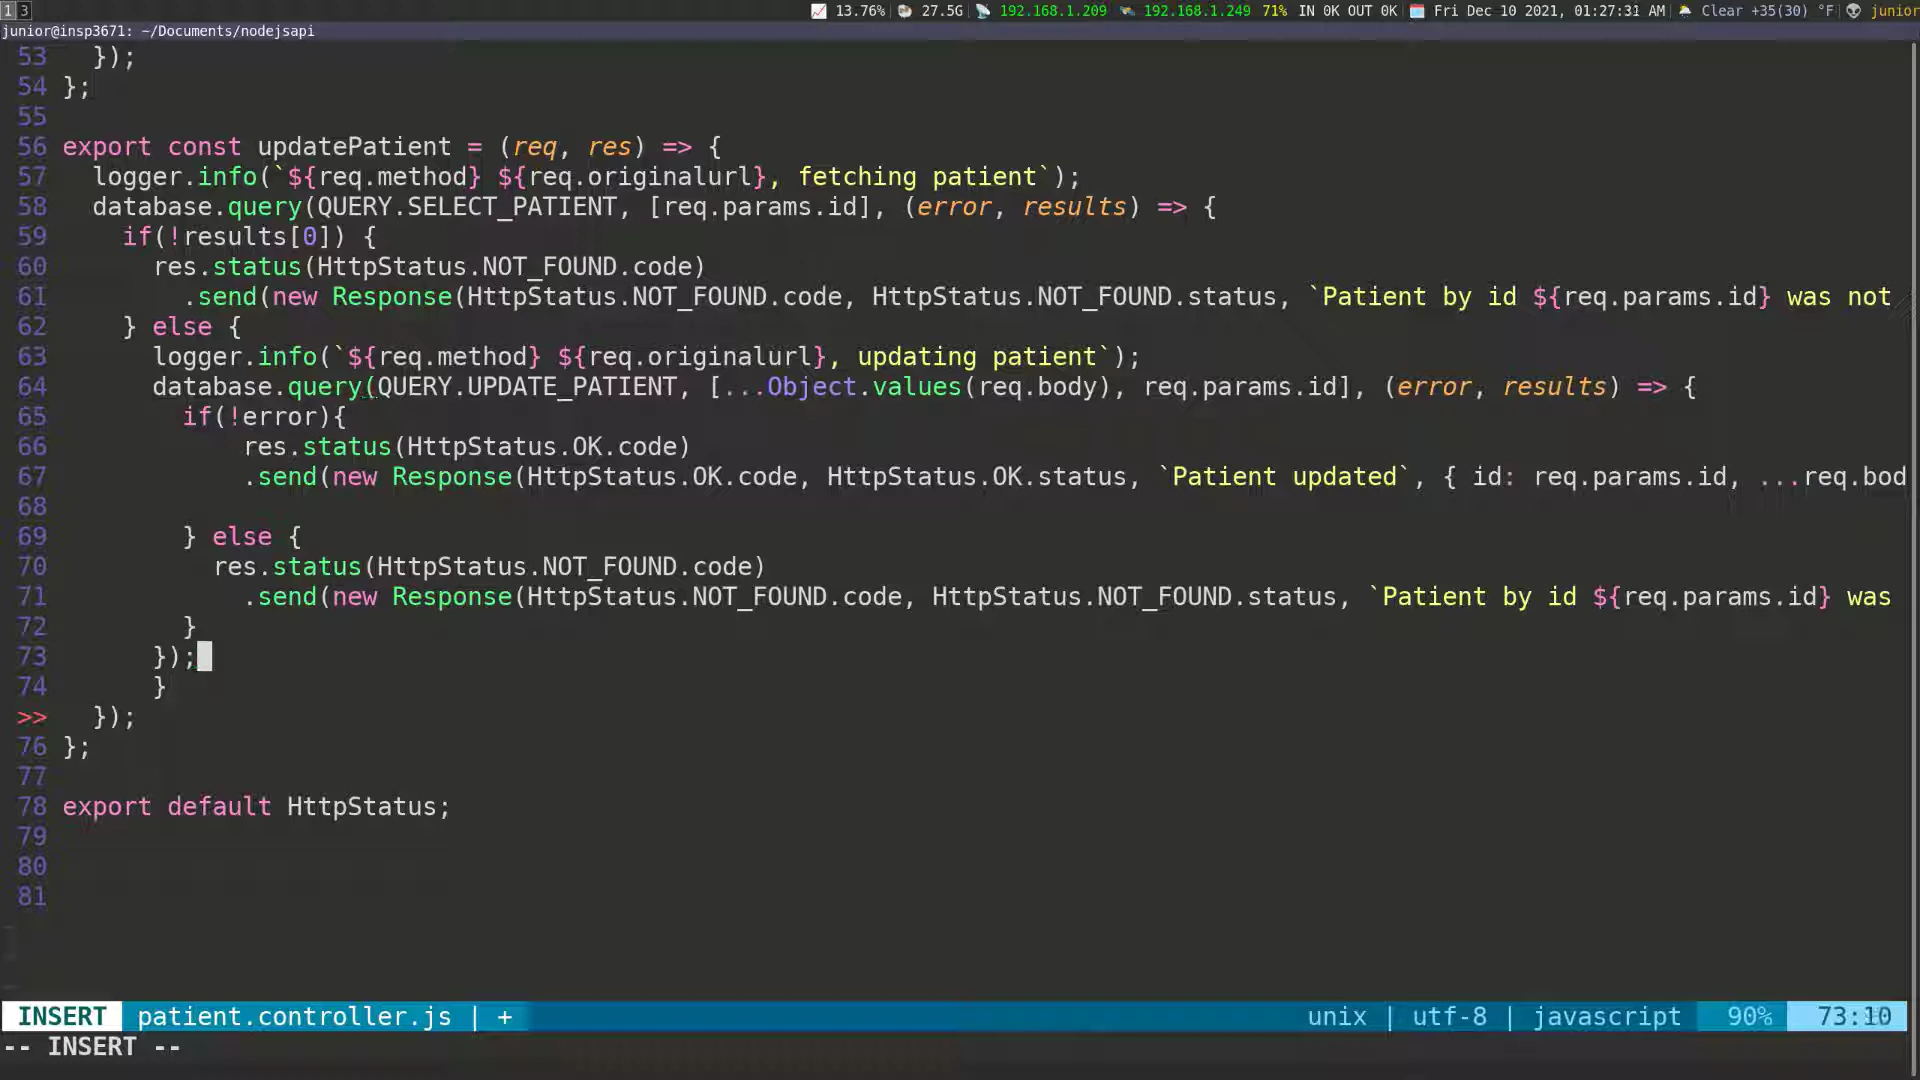 1 3 13.76% 27.5G 192.168.1.209 192.168.1.249 71% IN 0K OUT 0K Fri Dec 10 2021, 01:27:31 AM Clear +35(30) °F junior
junior@insp3671: ~/Documents/nodejsapi
53   });
54 };
55
56 export const updatePatient = (req, res) => {
57   logger.info(`${req.method} ${req.originalurl}, fetching patient`);
58   database.query(QUERY.SELECT_PATIENT, [req.params.id], (error, results) => {
59     if(!results[0]) {
60       res.status(HttpStatus.NOT_FOUND.code)
61         .send(new Response(HttpStatus.NOT_FOUND.code, HttpStatus.NOT_FOUND.status, `Patient by id ${req.params.id} was not
62     } else {
63       logger.info(`${req.method} ${req.originalurl}, updating patient`);
64       database.query(QUERY.UPDATE_PATIENT, [...Object.values(req.body), req.params.id], (error, results) => {
65         if(!error){
66             res.status(HttpStatus.OK.code)
67             .send(new Response(HttpStatus.OK.code, HttpStatus.OK.status, `Patient updated`, { id: req.params.id, ...req.bod
68
69         } else {
70           res.status(HttpStatus.NOT_FOUND.code)
71             .send(new Response(HttpStatus.NOT_FOUND.code, HttpStatus.NOT_FOUND.status, `Patient by id ${req.params.id} was
72         }
73       });
74       }
>>   });
76 };
77
78 export default HttpStatus;
79
80
81
INSERT patient.controller.js | + unix | utf-8 | javascript 90% 73:10
-- INSERT --